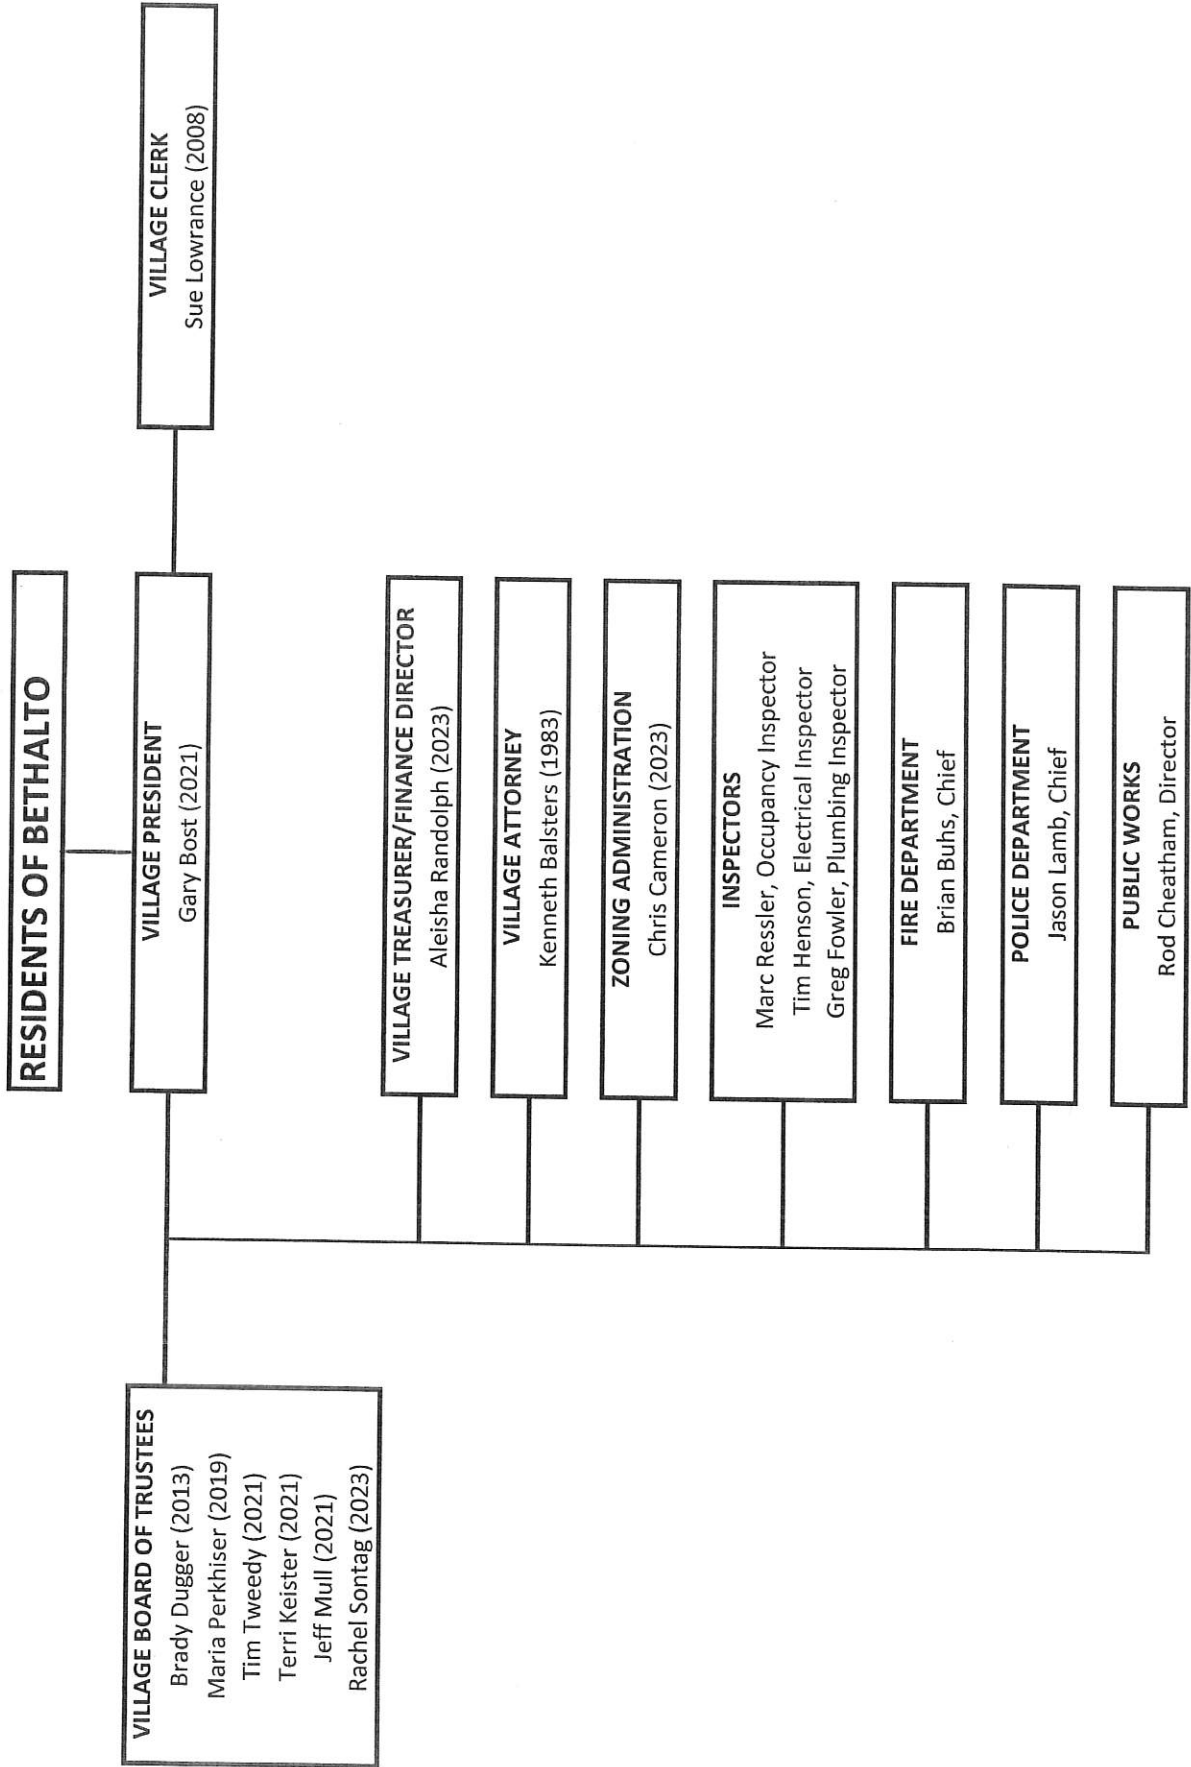 RESIDENTS OF BETHALTO
VILLAGE BOARD OF TRUSTEES
Brady Dugger (2013)
Maria Perkhiser (2019)
Tim Tweedy (2021)
Terri Keister (2021)
Jeff Mull (2021)
Rachel Sontag (2023)
VILLAGE PRESIDENT
Gary Bost (2021)
VILLAGE CLERK
Sue Lowrance (2008)
VILLAGE TREASURER/FINANCE DIRECTOR
Aleisha Randolph (2023)
VILLAGE ATTORNEY
Kenneth Balsters (1983)
ZONING ADMINISTRATION
Chris Cameron (2023)
INSPECTORS
Marc Ressler, Occupancy Inspector
Tim Henson, Electrical Inspector
Greg Fowler, Plumbing Inspector
FIRE DEPARTMENT
Brian Buhs, Chief
POLICE DEPARTMENT
Jason Lamb, Chief
PUBLIC WORKS
Rod Cheatham, Director